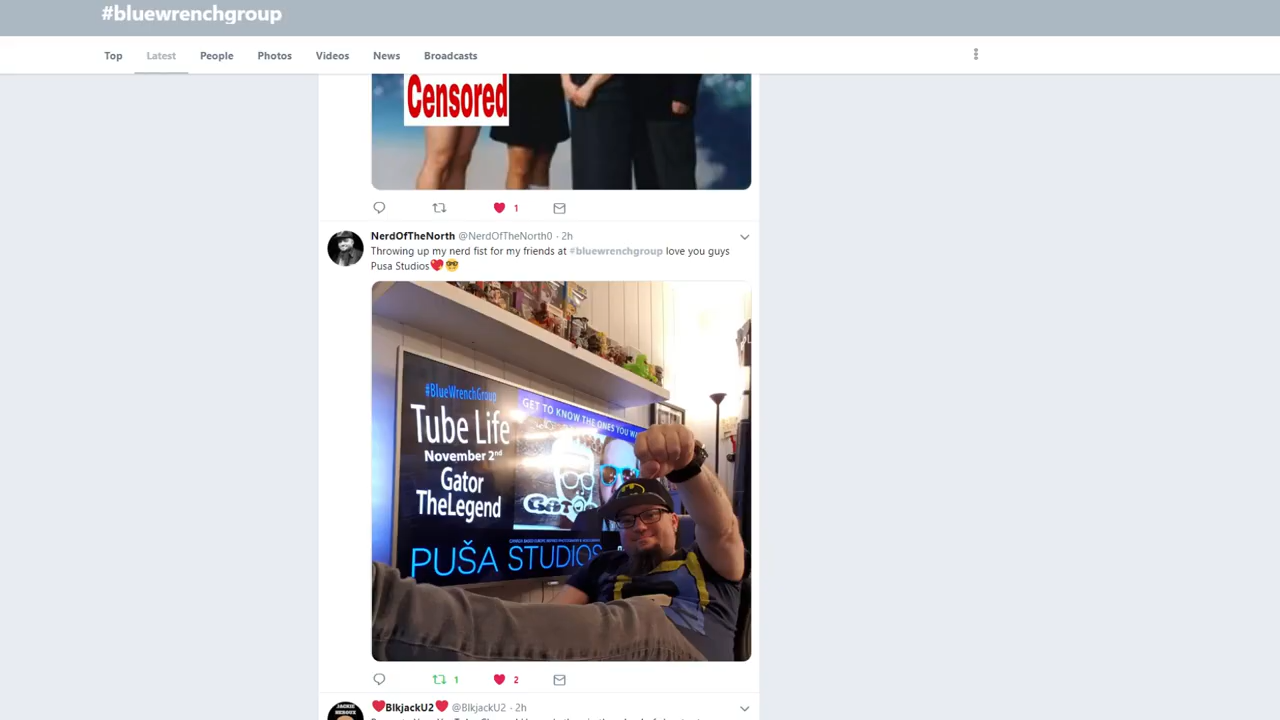 #bluewrenchgroup
Top Latest People Photos Videos News Broadcasts
Censored
1
NerdOfTheNorth @NerdOfTheNorth0 · 2h
Throwing up my nerd fist for my friends at #bluewrenchgroup love you guys
Pusa Studios
#BlueWrenchGroup
Tube Life
November 2nd
Gator
TheLegend
GET TO KNOW THE ONES YOU
PUŠA STUDIOS
1 2
JACKIE
BlkjackU2 @BlkjackU2 · 2h